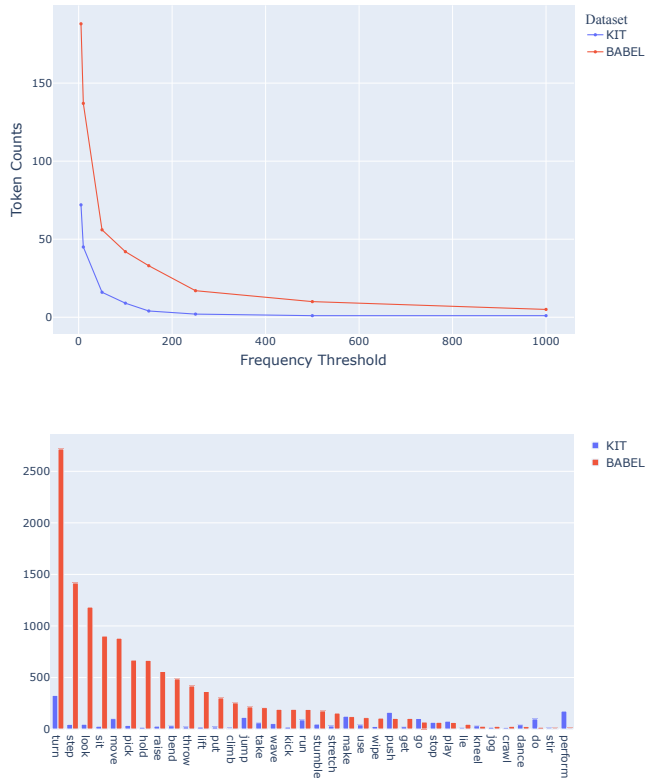 Dataset
KIT
BABEL
Token Counts
150
100
50
0
0
200
400
600
800
1000
Frequency Threshold
KIT
BABEL
2500
2000
1500
1000
500
0
turn
step
look
sit
move
pick
hold
raise
bend
throw
lift
put
climb
jump
take
wave
kick
run
stumble
stretch
make
use
wipe
push
get
go
stop
play
lie
kneel
jog
crawl
dance
do
stir
perform